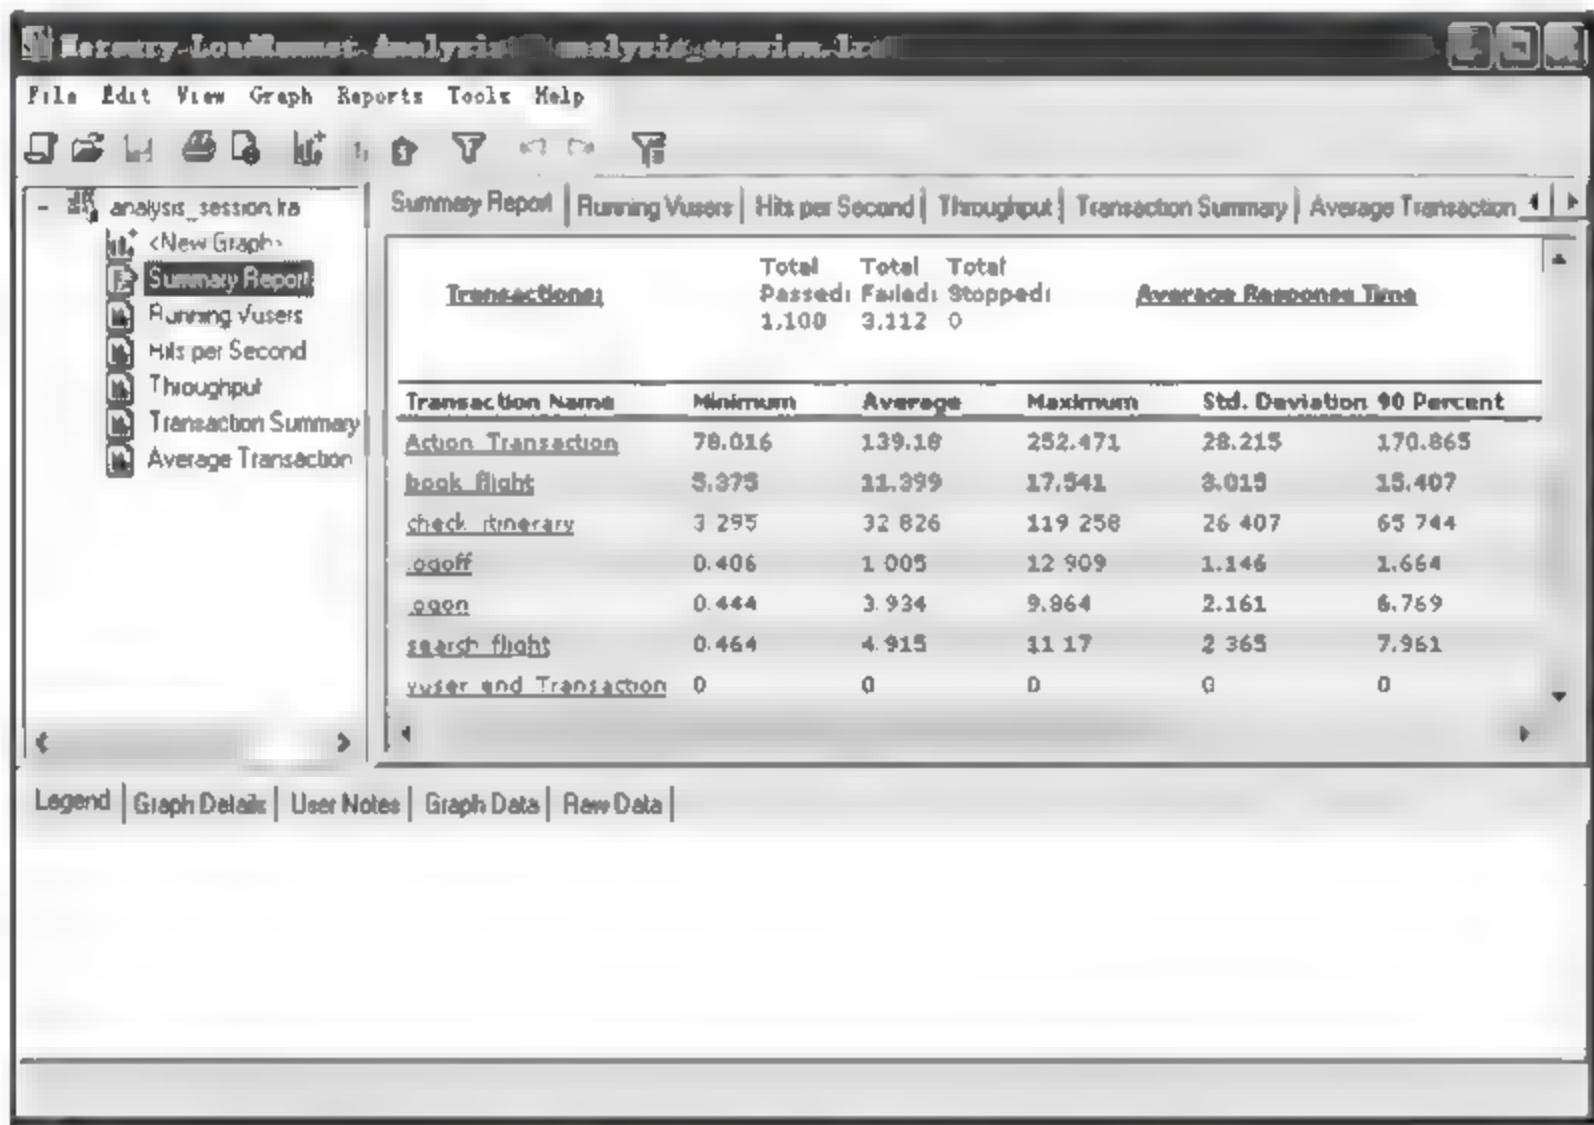 Mercury LoadRunner Analysis analysis_session.lra
File Edit View Graph Reports Tools Help
analysis_session.lra
<New Graph>
Summary Report
Running Vusers
Hits per Second
Throughput
Transaction Summary
Average Transaction
Summary Report Running Vusers Hits per Second Throughput Transaction Summary Average Transaction
Total Total Total
Transactions: Passed: Failed: Stopped: Average Response Time
1,100 3,112 0
Transaction Name Minimum Average Maximum Std. Deviation 90 Percent
Action_Transaction 78.016 139.18 252.471 28.215 170.865
book_flight 5.375 11.399 17.541 3.015 15.407
check_itinerary 3.295 32.826 119.258 26.407 65.744
logoff 0.406 1.005 12.909 1.146 1.664
logon 0.444 3.934 9.864 2.161 6.769
search_flight 0.464 4.915 11.17 2.365 7.961
vuser_end_Transaction 0 0 0 0 0
Legend Graph Details User Notes Graph Data Raw Data